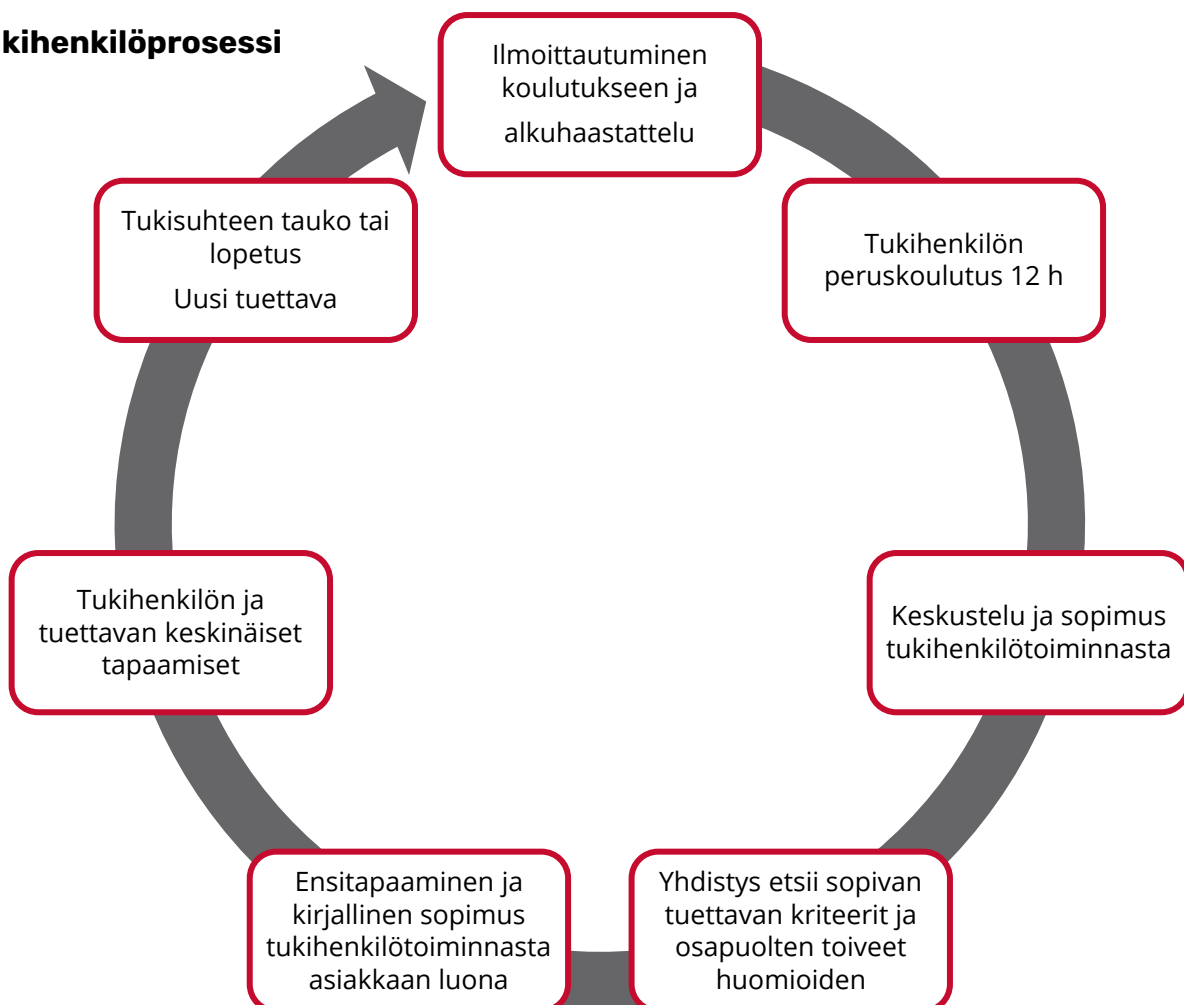 kihenkilöprosessi
Ilmoittautuminen
koulutukseen ja
alkuhaastattelu
Tukihenkilön
peruskoulutus 12 h
Keskustelu ja sopimus
tukihenkilötoiminnasta
Yhdistys etsii sopivan
tuettavan kriteerit ja
osapuolten toiveet
huomioiden
Ensitapaaminen ja
kirjallinen sopimus
tukihenkilötoiminnasta
asiakkaan luona
Tukihenkilön ja
tuettavan keskinäiset
tapaamiset
Tukisuhteen tauko tai
lopetus
Uusi tuettava